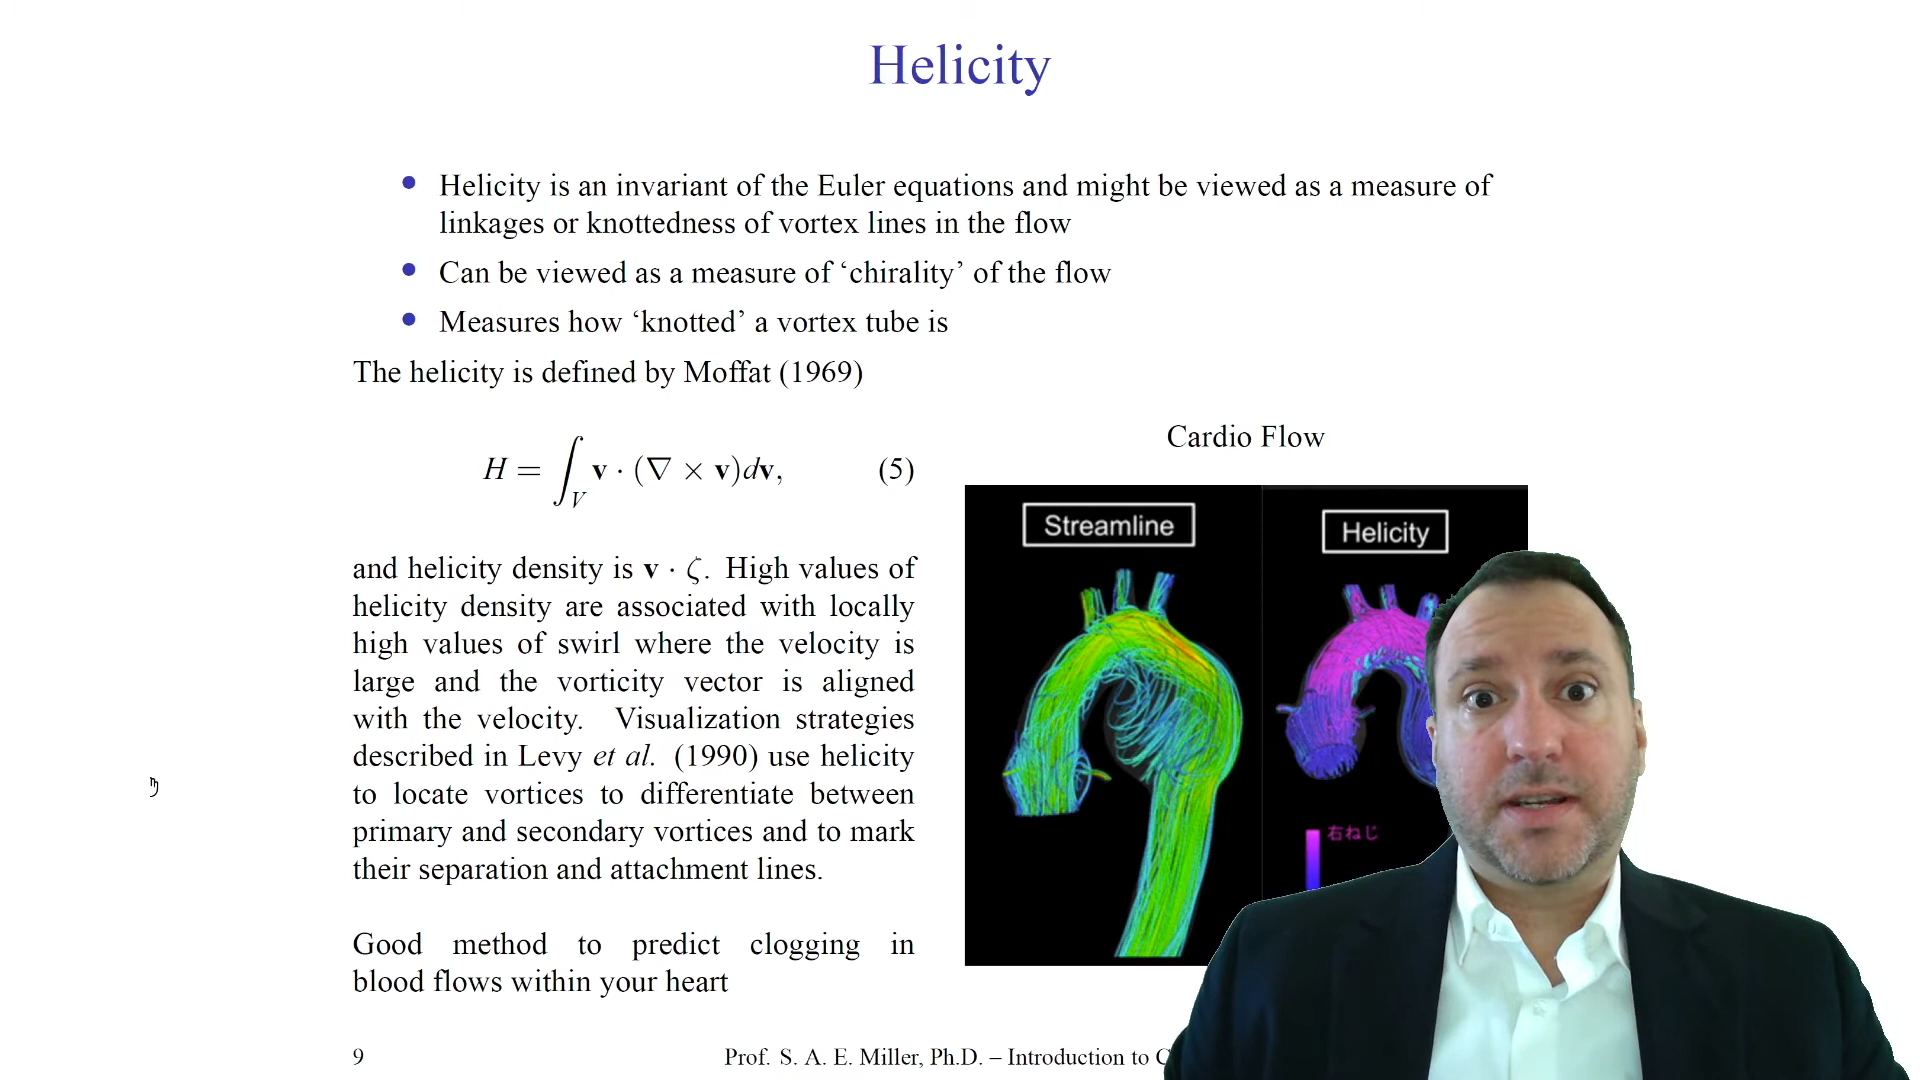 Helicity
• Helicity is an invariant of the Euler equations and might be viewed as a measure of
linkages or knottedness of vortex lines in the flow
• Can be viewed as a measure of ‘chirality’ of the flow
• Measures how ‘knotted’ a vortex tube is
The helicity is defined by Moffat (1969)
H = ∫_V v · (∇ × v)dv, (5)
and helicity density is v · ζ. High values of
helicity density are associated with locally
high values of swirl where the velocity is
large and the vorticity vector is aligned
with the velocity. Visualization strategies
described in Levy et al. (1990) use helicity
to locate vortices to differentiate between
primary and secondary vortices and to mark
their separation and attachment lines.
Good method to predict clogging in
blood flows within your heart
Cardio Flow
Streamline
Helicity
右ねじ
9
Prof. S. A. E. Miller, Ph.D. – Introduction to